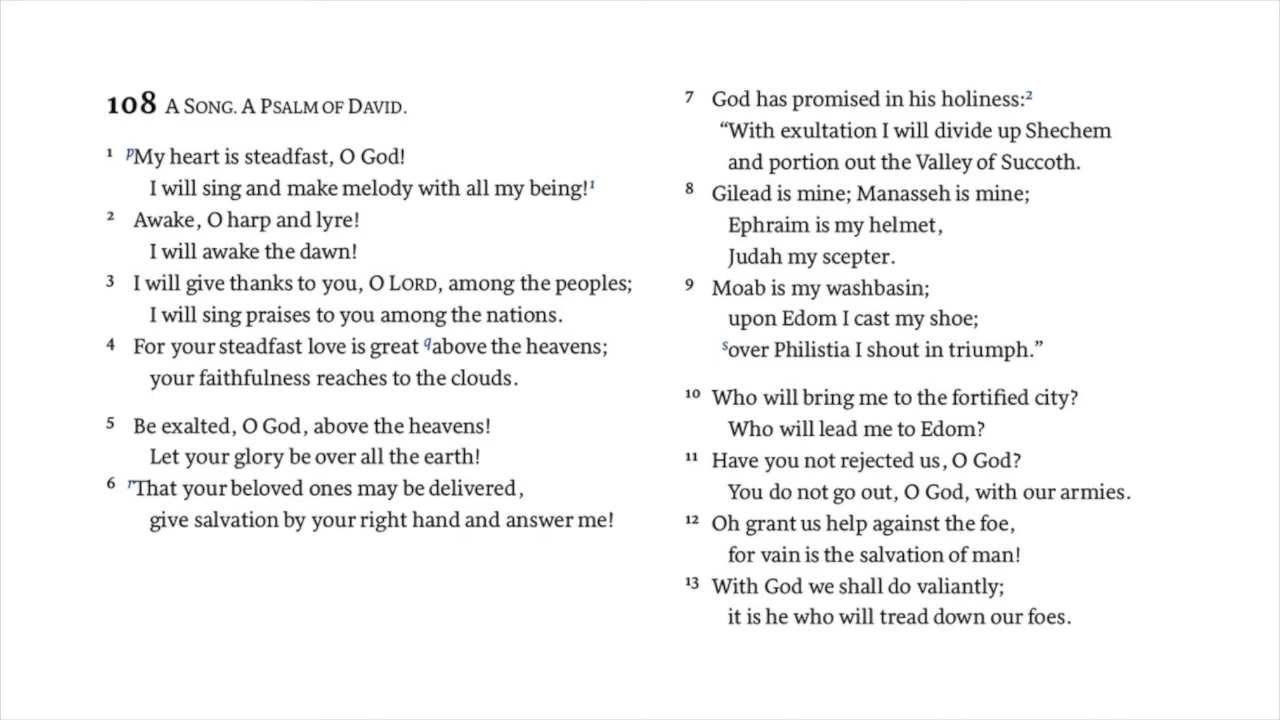 108 A SONG. A PSALM OF DAVID.
1 pMy heart is steadfast, O God!
I will sing and make melody with all my being!1
2 Awake, O harp and lyre!
I will awake the dawn!
3 I will give thanks to you, O LORD, among the peoples;
I will sing praises to you among the nations.
4 For your steadfast love is great qabove the heavens;
your faithfulness reaches to the clouds.
5 Be exalted, O God, above the heavens!
Let your glory be over all the earth!
6 rThat your beloved ones may be delivered,
give salvation by your right hand and answer me!
7 God has promised in his holiness:2
“With exultation I will divide up Shechem
and portion out the Valley of Succoth.
8 Gilead is mine; Manasseh is mine;
Ephraim is my helmet,
Judah my scepter.
9 Moab is my washbasin;
upon Edom I cast my shoe;
sover Philistia I shout in triumph.”
10 Who will bring me to the fortified city?
Who will lead me to Edom?
11 Have you not rejected us, O God?
You do not go out, O God, with our armies.
12 Oh grant us help against the foe,
for vain is the salvation of man!
13 With God we shall do valiantly;
it is he who will tread down our foes.